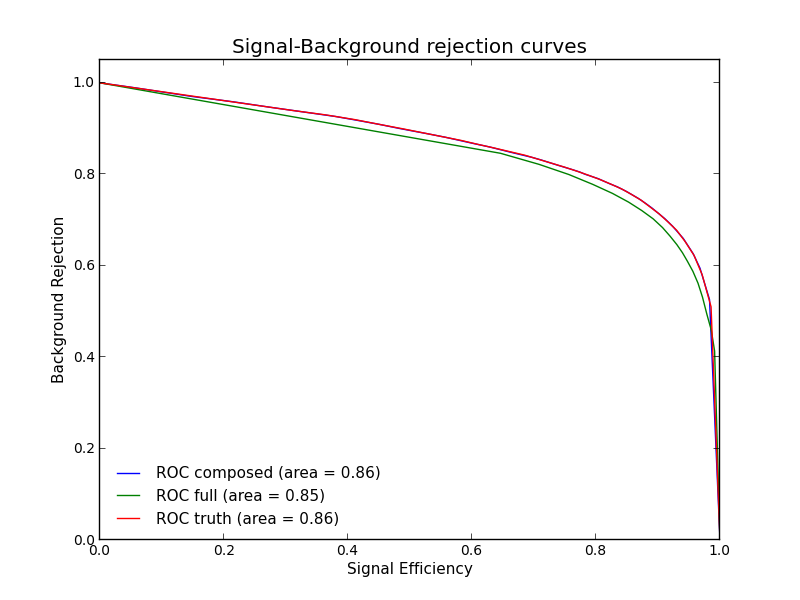 Signal-Background rejection curves
1.0
0.8
0.6
0.4
0.2
0.0
Background Rejection
ROC composed (area = 0.86)
ROC full (area = 0.85)
ROC truth (area = 0.86)
0.0 0.2 0.4 0.6 0.8 1.0
Signal Efficiency